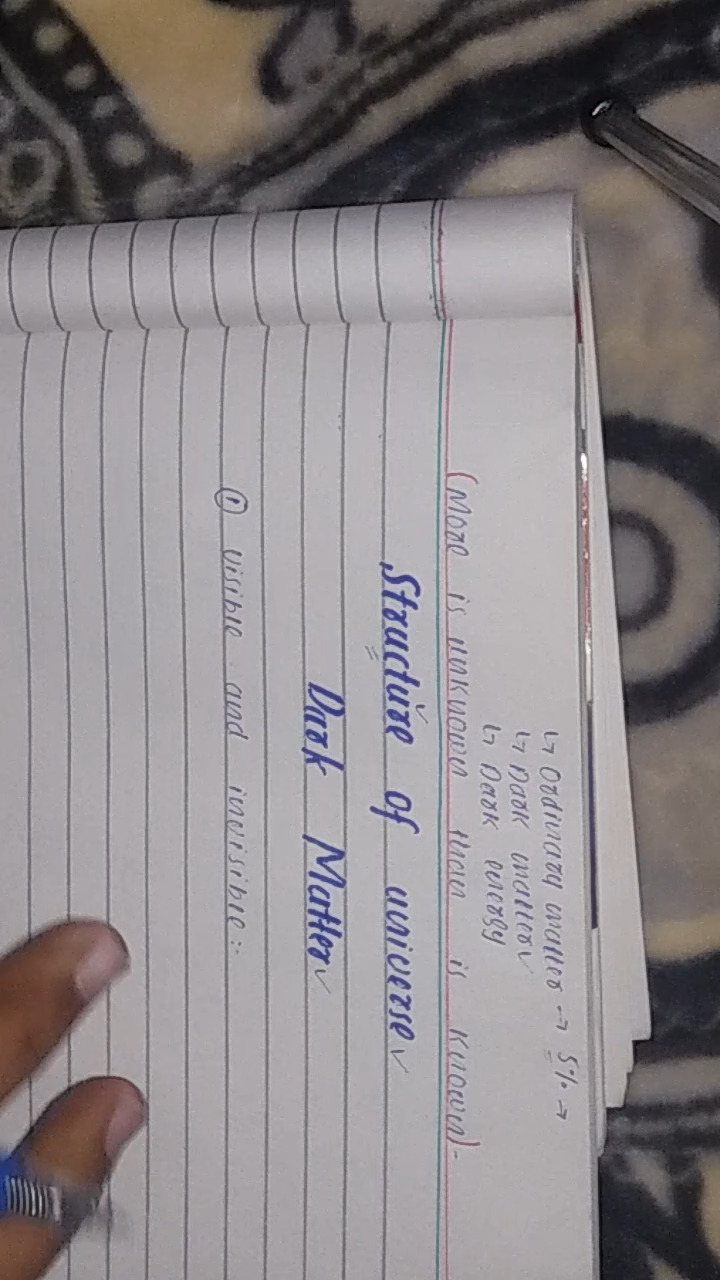 ↳ Ordinary matter → 5% →
↳ Dark matter ✓
↳ Dark energy
(More is unknown than is known)-
Structure of universe ✓
Dark Matter ✓
① visible and invisible:-